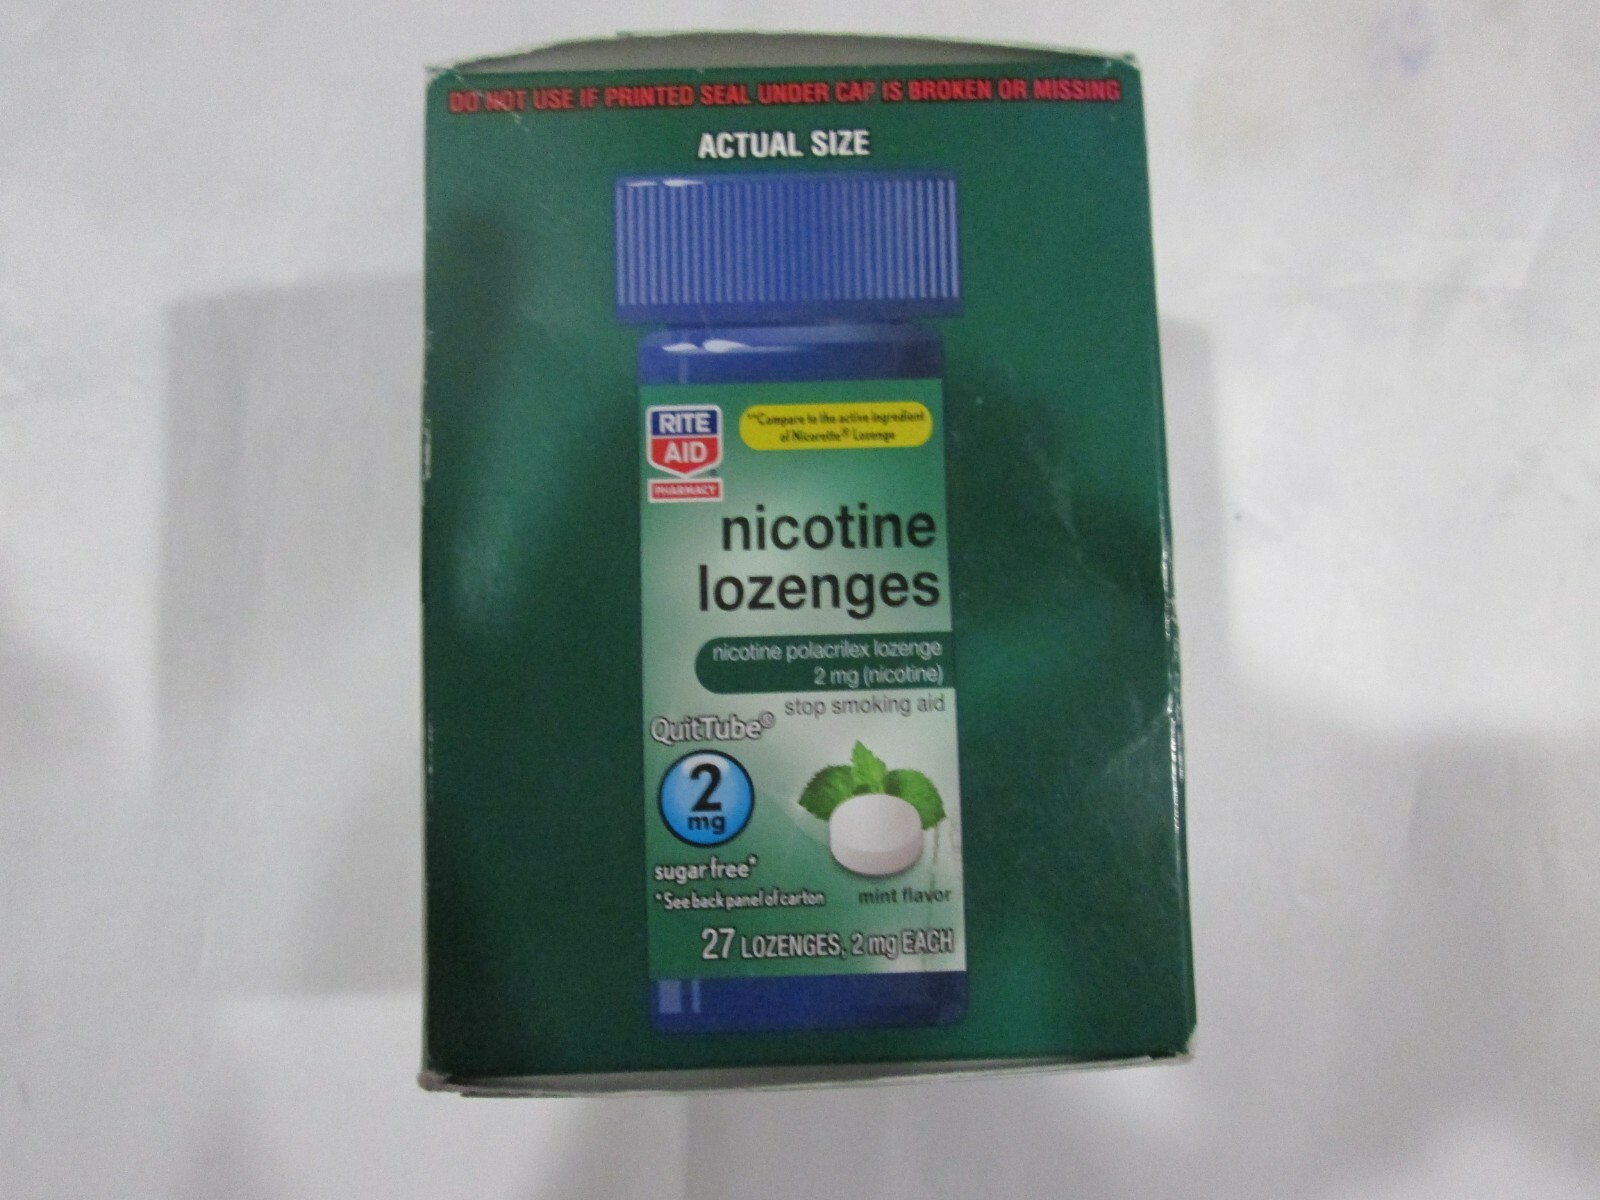 DO NOT USE IF PRINTED SEAL UNDER CAP IS BROKEN OR MISSING
ACTUAL SIZE
RITE
AID
PHARMACY
**Compare to the active ingredient
of Nicorette® Lozenge
nicotine
lozenges
nicotine polacrilex lozenge
2 mg (nicotine)
stop smoking aid
QuitTube®
2
mg
sugar free*
*See back panel of carton
mint flavor
27 LOZENGES, 2 mg EACH